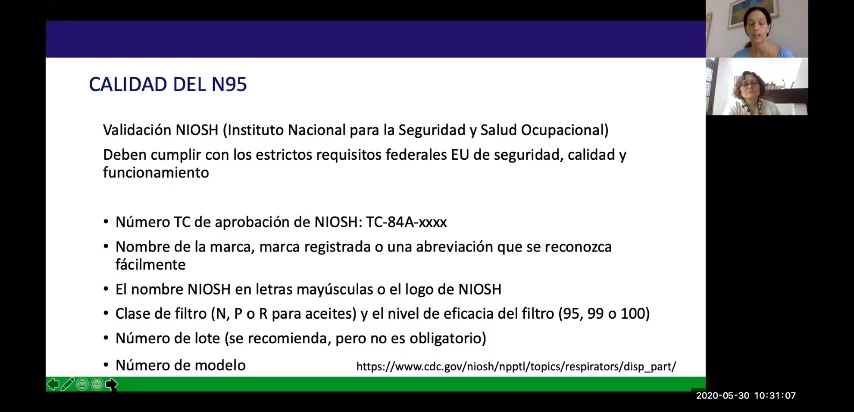 CALIDAD DEL N95
Validación NIOSH (Instituto Nacional para la Seguridad y Salud Ocupacional)
Deben cumplir con los estrictos requisitos federales EU de seguridad, calidad y
funcionamiento
• Número TC de aprobación de NIOSH: TC-84A-xxxx
• Nombre de la marca, marca registrada o una abreviación que se reconozca
fácilmente
• El nombre NIOSH en letras mayúsculas o el logo de NIOSH
• Clase de filtro (N, P o R para aceites) y el nivel de eficacia del filtro (95, 99 o 100)
• Número de lote (se recomienda, pero no es obligatorio)
• Número de modelo
https://www.cdc.gov/niosh/npptl/topics/respirators/disp_part/
2020-05-30 10:31:07